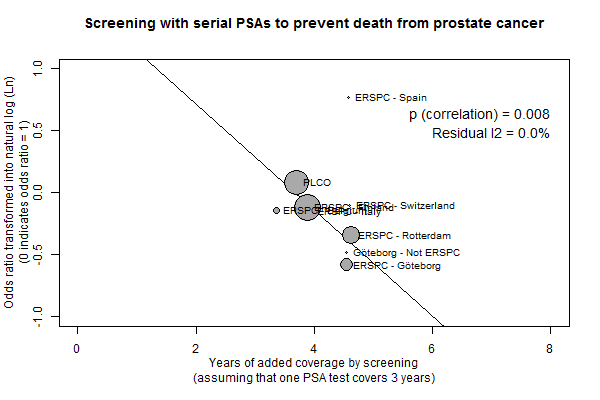 Screening with serial PSAs to prevent death from prostate cancer
Odds ratio transformed into natural log (Ln)
(0 indicates odds ratio = 1)
1.0
0.5
0.0
-0.5
-1.0
ERSPC - Spain
p (correlation) = 0.008
Residual I2 = 0.0%
PLCO
ERSPC - Switzerland
ERSPC
ERSPC
Italy
ERSPC - Rotterdam
Göteborg - Not ERSPC
ERSPC - Göteborg
0
2
4
6
8
Years of added coverage by screening
(assuming that one PSA test covers 3 years)